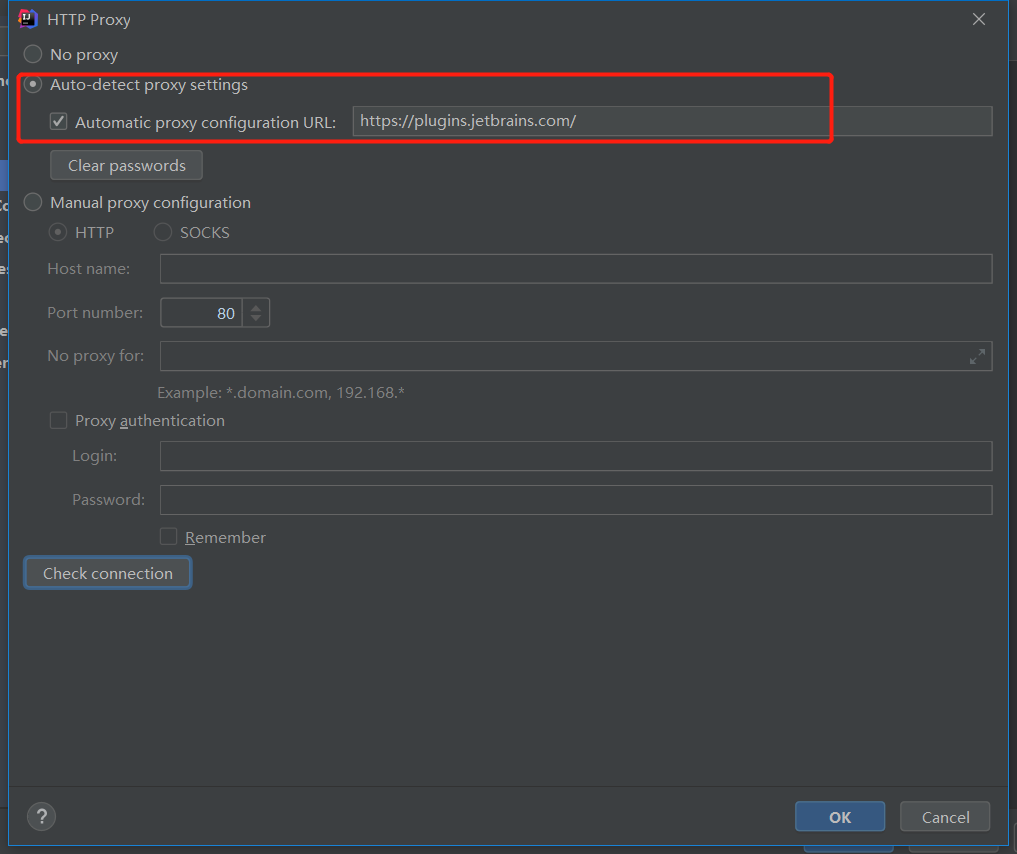 HTTP Proxy
No proxy
Auto-detect proxy settings
Automatic proxy configuration URL: https://plugins.jetbrains.com/
Clear passwords
Manual proxy configuration
HTTP SOCKS
Host name:
Port number: 80
No proxy for:
Example: *.domain.com, 192.168.*
Proxy authentication
Login:
Password:
Remember
Check connection
? OK Cancel